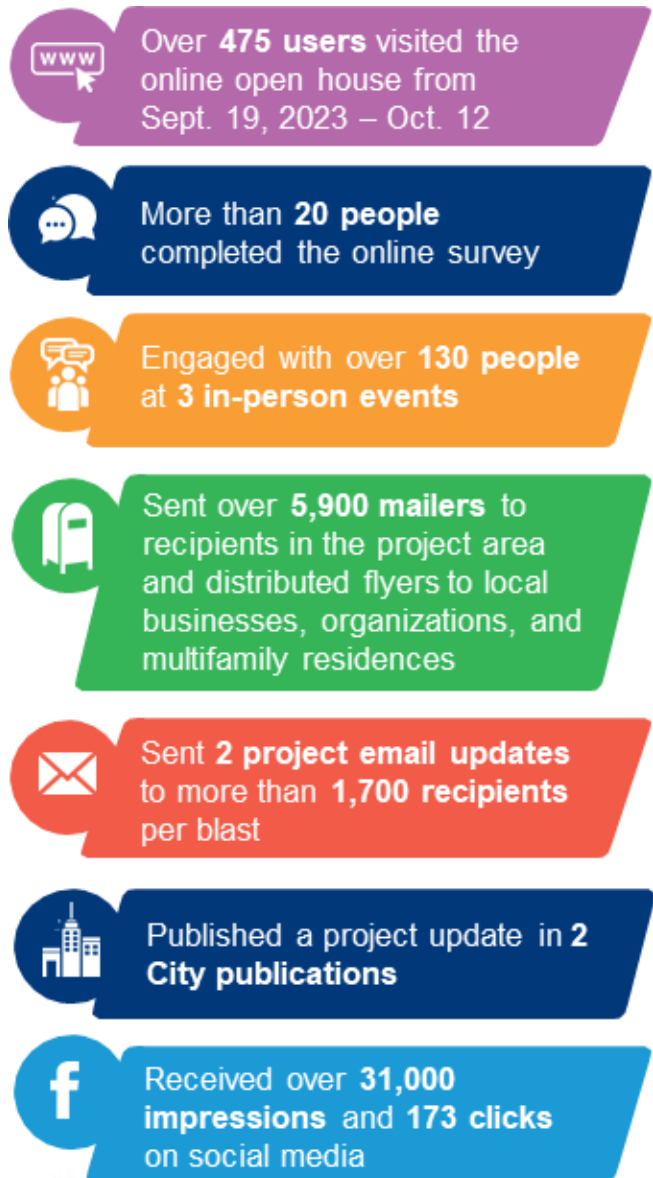 www
Over 475 users visited the
online open house from
Sept. 19, 2023 – Oct. 12
More than 20 people
completed the online survey
Engaged with over 130 people
at 3 in-person events
Sent over 5,900 mailers to
recipients in the project area
and distributed flyers to local
businesses, organizations, and
multifamily residences
Sent 2 project email updates
to more than 1,700 recipients
per blast
Published a project update in 2
City publications
f
Received over 31,000
impressions and 173 clicks
on social media